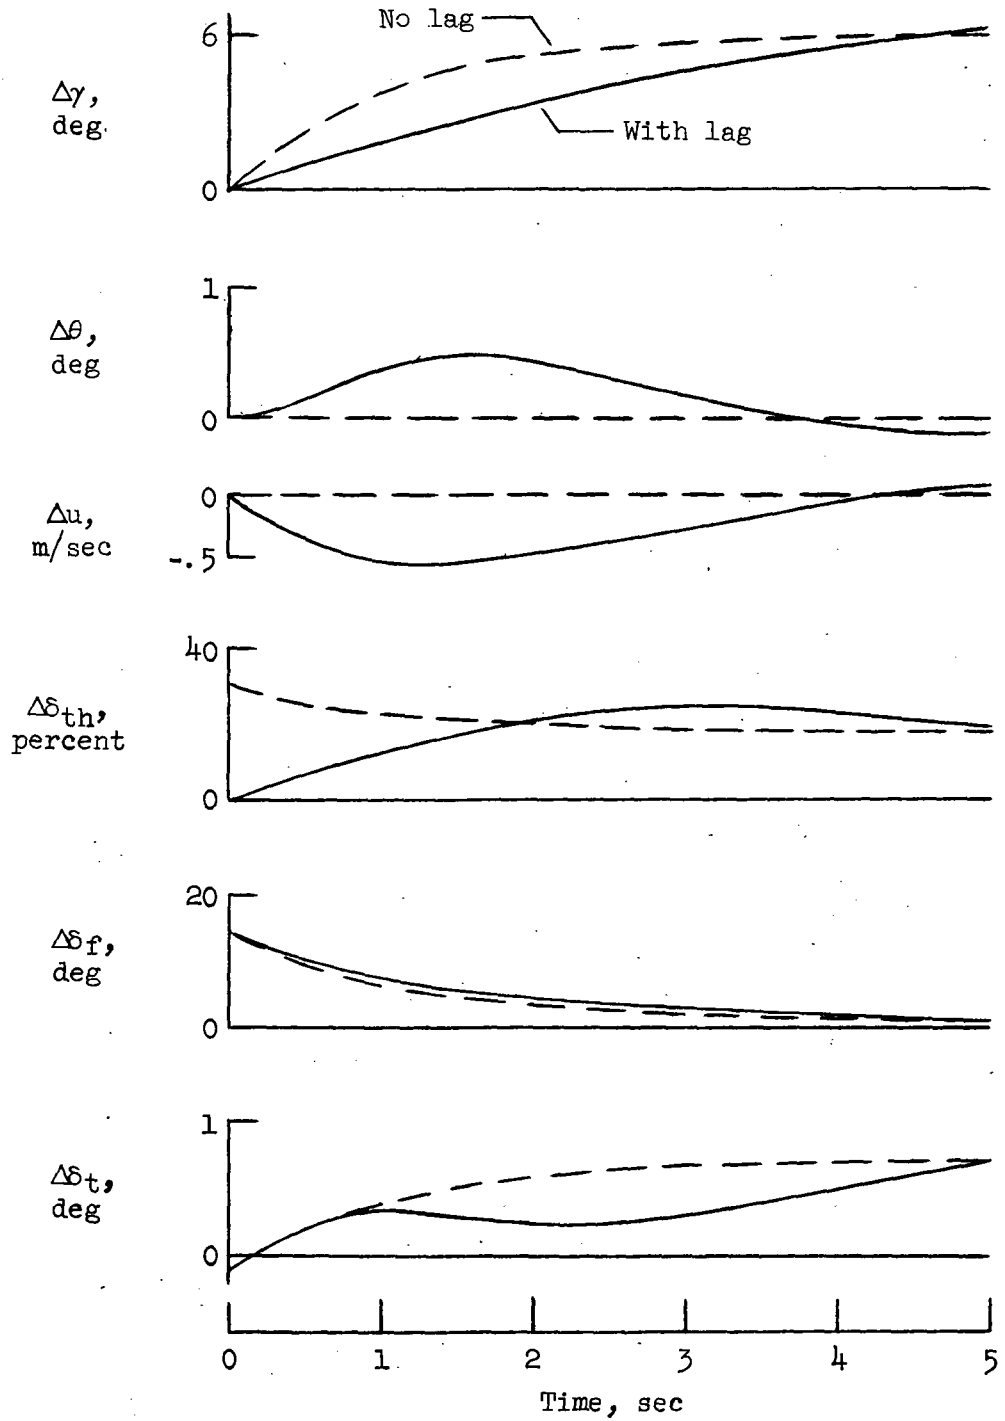 No lag
6
Δγ,
deg
With lag
0
1
Δθ,
deg
0
0
Δu,
m/sec
-.5
40
Δδth,
percent
0
20
Δδf,
deg
0
1
Δδt,
deg
0
0 1 2 3 4 5
Time, sec